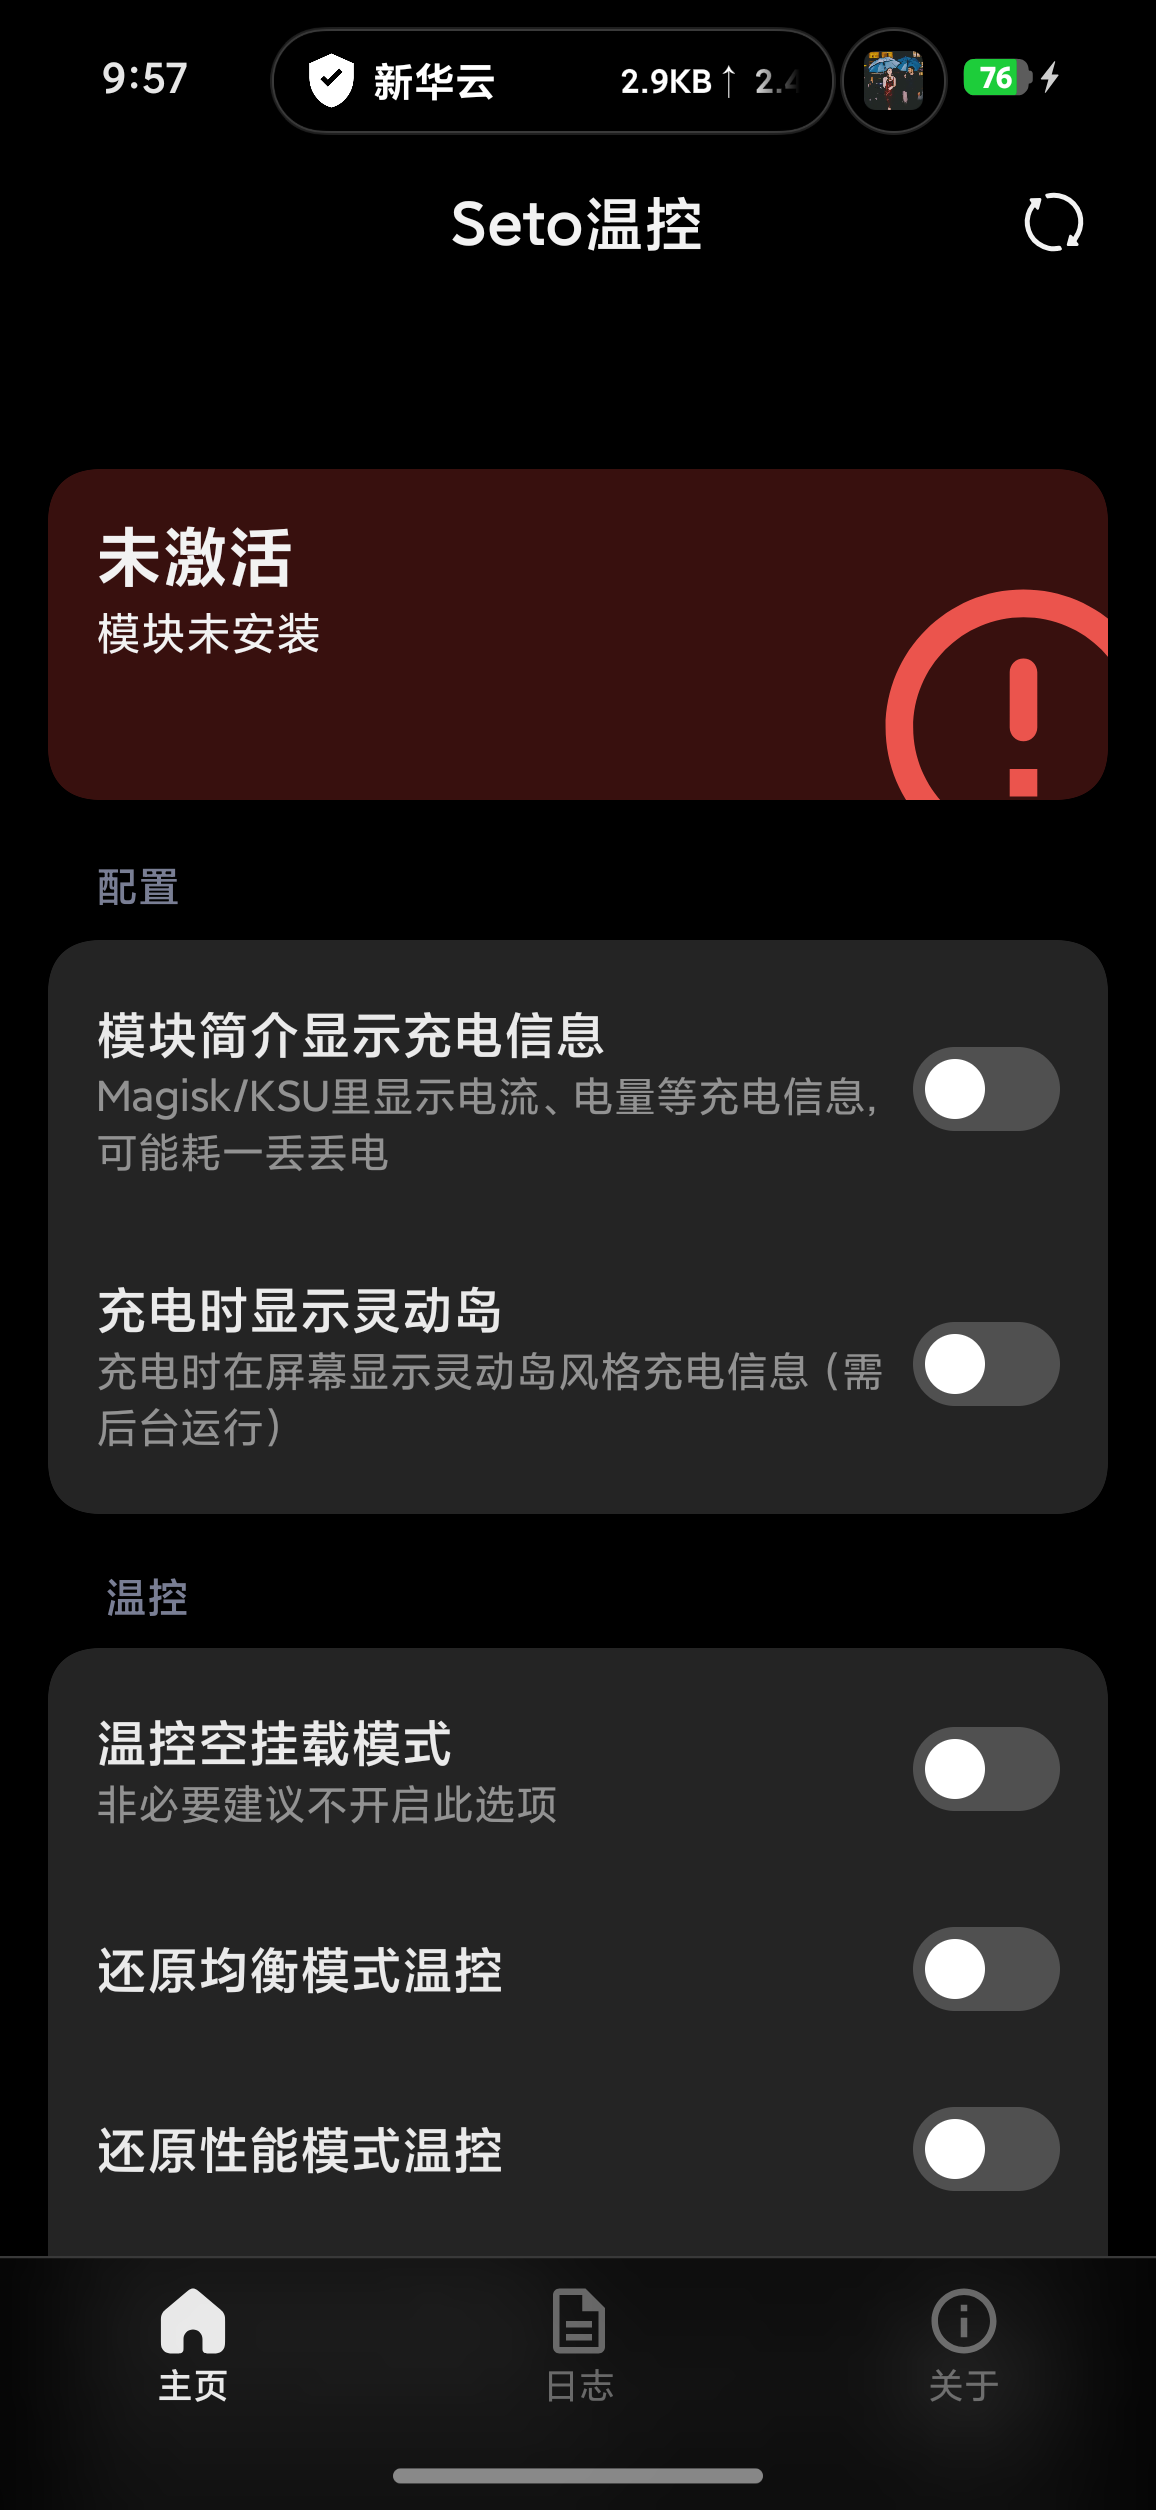 9:57
新华云
2.9KB↑ 2.4
76
Seto温控
未激活
模块未安装
配置
模块简介显示充电信息
Magisk/KSU里显示电流、电量等充电信息，
可能耗一丢丢电
充电时显示灵动岛
充电时在屏幕显示灵动岛风格充电信息（需
后台运行）
温控
温控空挂载模式
非必要建议不开启此选项
还原均衡模式温控
还原性能模式温控
主页
日志
关于